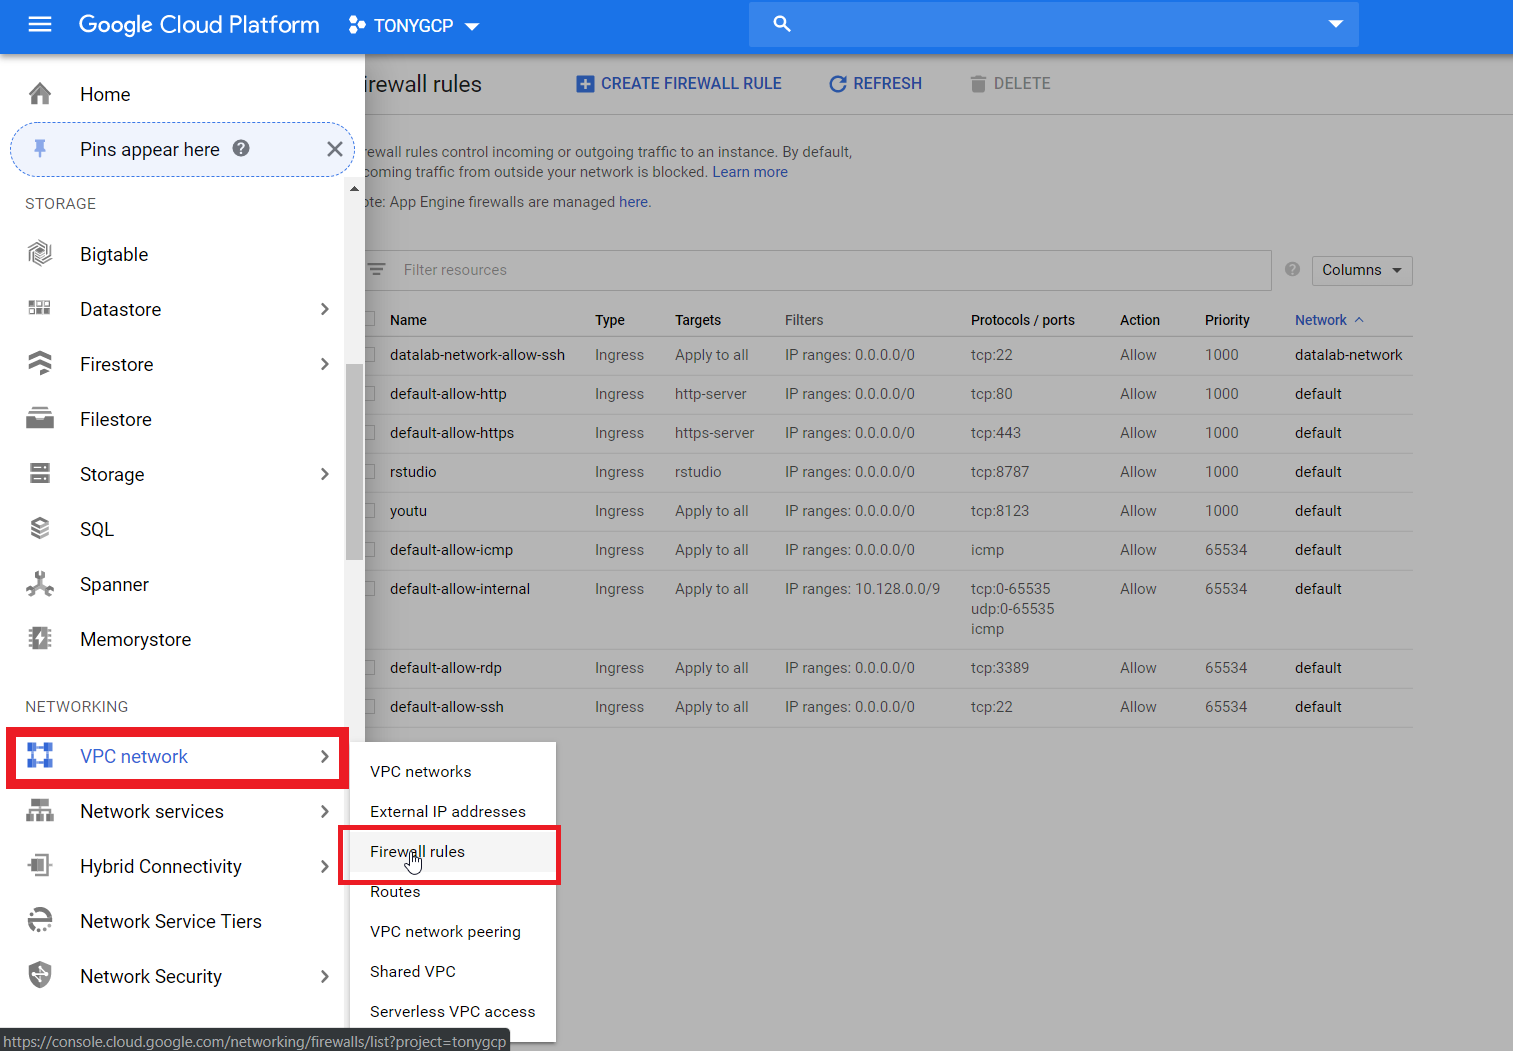 Google Cloud Platform TONYGCP
Home
Pins appear here
STORAGE
Bigtable
Datastore
Firestore
Filestore
Storage
SQL
Spanner
Memorystore
NETWORKING
VPC network
Network services
Hybrid Connectivity
Network Service Tiers
Network Security
VPC networks
External IP addresses
Firewall rules
Routes
VPC network peering
Shared VPC
Serverless VPC access
irewall rules CREATE FIREWALL RULE REFRESH DELETE
rewall rules control incoming or outgoing traffic to an instance. By default,
coming traffic from outside your network is blocked. Learn more
ote: App Engine firewalls are managed here.
Filter resources Columns
Name Type Targets Filters Protocols / ports Action Priority Network
datalab-network-allow-ssh Ingress Apply to all IP ranges: 0.0.0.0/0 tcp:22 Allow 1000 datalab-network
default-allow-http Ingress http-server IP ranges: 0.0.0.0/0 tcp:80 Allow 1000 default
default-allow-https Ingress https-server IP ranges: 0.0.0.0/0 tcp:443 Allow 1000 default
rstudio Ingress rstudio IP ranges: 0.0.0.0/0 tcp:8787 Allow 1000 default
youtu Ingress Apply to all IP ranges: 0.0.0.0/0 tcp:8123 Allow 1000 default
default-allow-icmp Ingress Apply to all IP ranges: 0.0.0.0/0 icmp Allow 65534 default
default-allow-internal Ingress Apply to all IP ranges: 10.128.0.0/9 tcp:0-65535 Allow 65534 default
udp:0-65535
icmp
default-allow-rdp Ingress Apply to all IP ranges: 0.0.0.0/0 tcp:3389 Allow 65534 default
default-allow-ssh Ingress Apply to all IP ranges: 0.0.0.0/0 tcp:22 Allow 65534 default
https://console.cloud.google.com/networking/firewalls/list?project=tonygcp